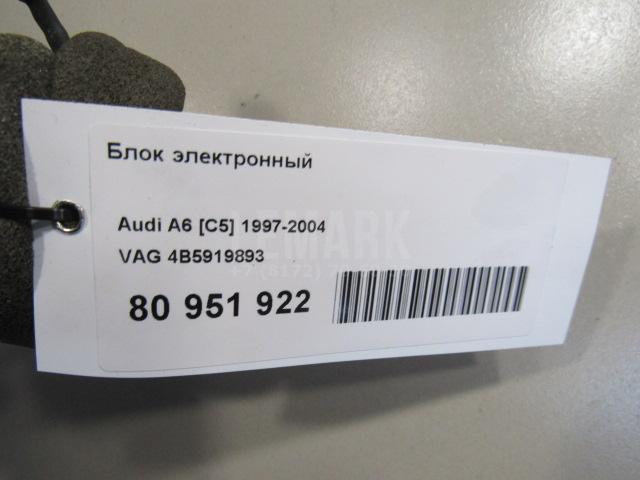 Блок электронный
Audi A6 [C5] 1997-2004
VAG 4B5919893
80 951 922